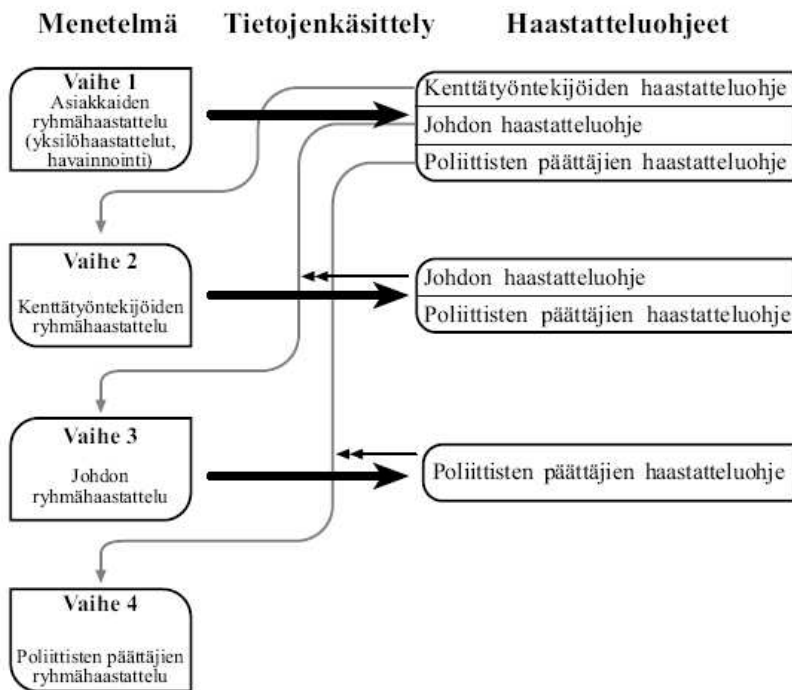 Menetelmä Tietojenkäsittely Haastatteluohjeet
Vaihe 1
Asiakkaiden
ryhmähaastattelu
(yksilöhaastattelut,
havainnointi)
Kenttätyöntekijöiden haastatteluohje
Johdon haastatteluohje
Poliittisten päättäjien haastatteluohje
Vaihe 2
Kenttätyöntekijöiden
ryhmähaastattelu
Johdon haastatteluohje
Poliittisten päättäjien haastatteluohje
Vaihe 3
Johdon
ryhmähaastattelu
Poliittisten päättäjien haastatteluohje
Vaihe 4
Poliittisten päättäjien
ryhmähaastattelu